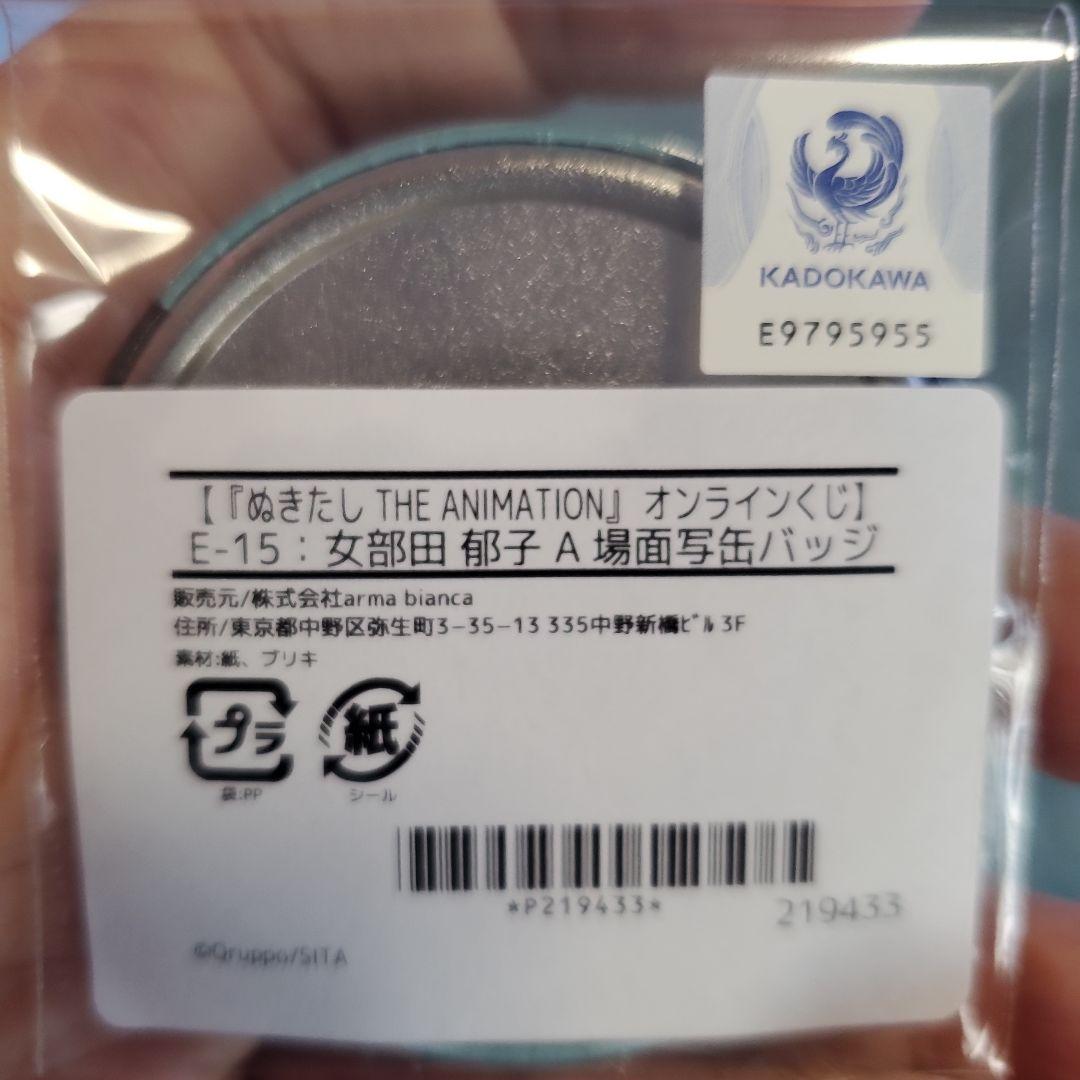 KADOKAWA
E9795955
【『ぬきたし THE ANIMATION』 オンラインくじ】
E-15：女部田 郁子 A 場面写缶バッジ
販売元/株式会社arma bianca
住所/東京都中野区弥生町3-35-13 335中野新橋ﾋﾞﾙ 3F
素材:紙、ブリキ
プラ 紙
袋:PP シール
*P219433* 219433
©Qruppo/SITA